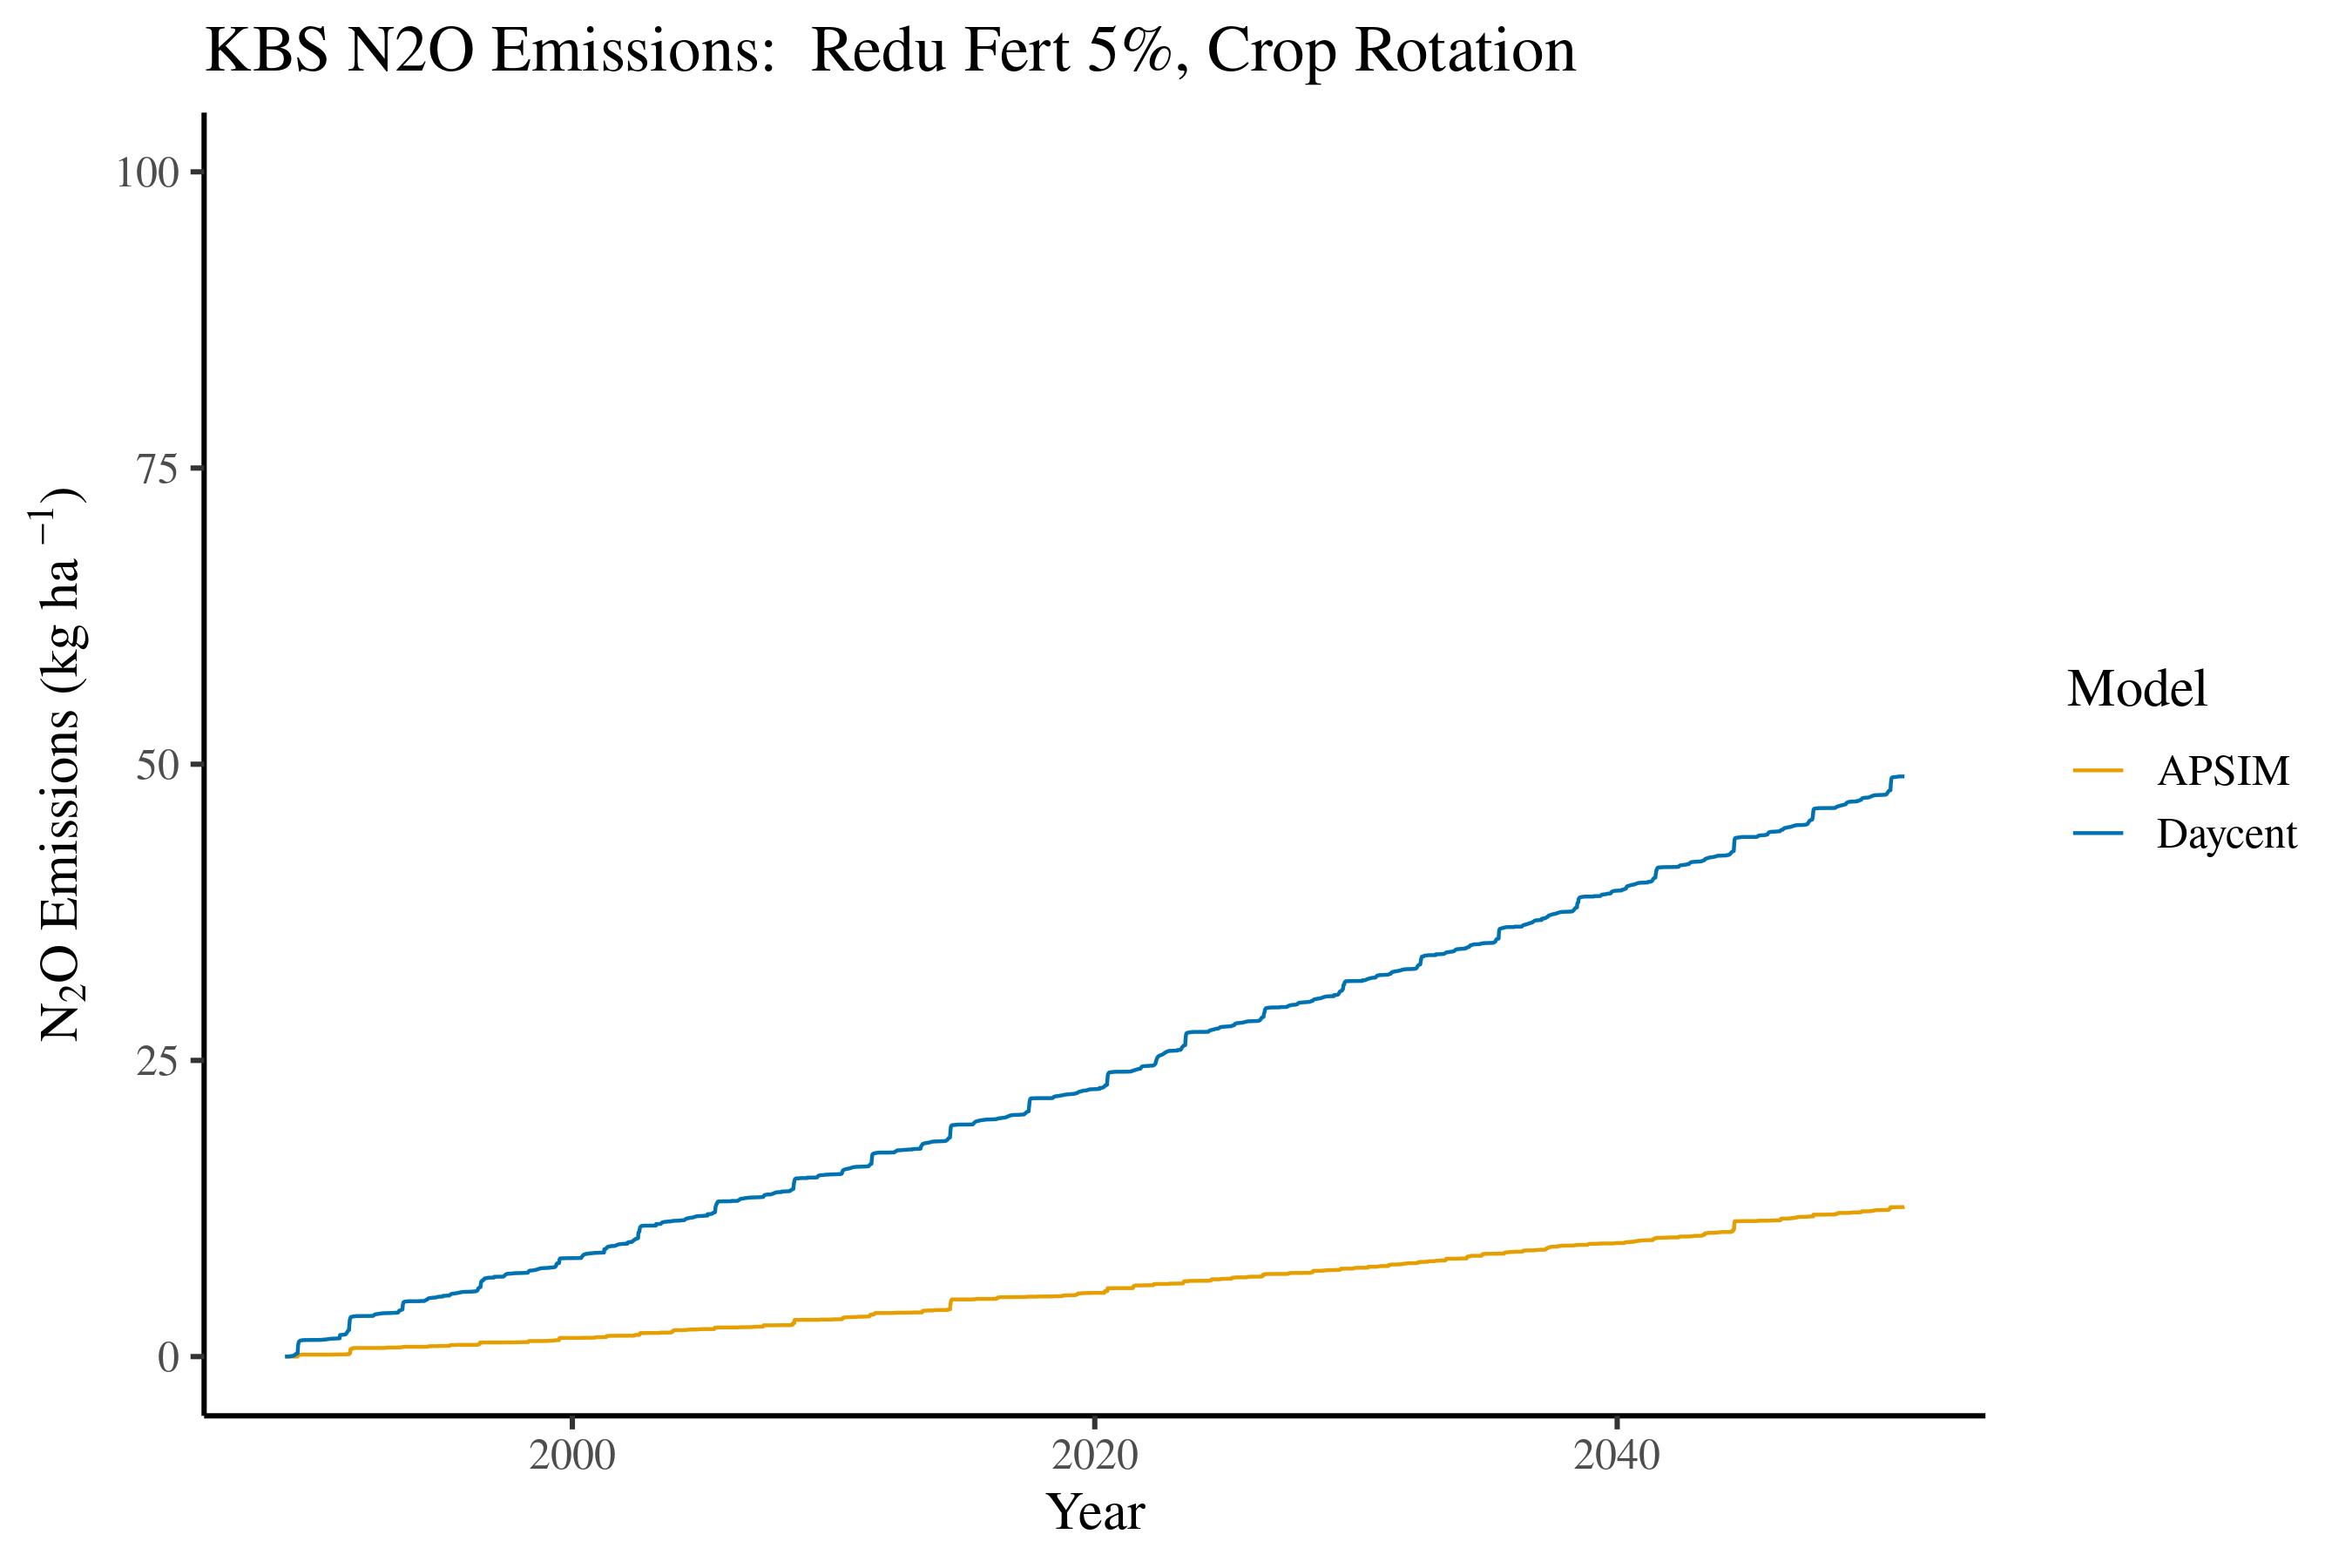 KBS N2O Emissions:  Redu Fert 5%, Crop Rotation
N₂O Emissions (kg ha ⁻¹)
100
75
50
25
0
2000
2020
2040
Year
Model
APSIM
Daycent